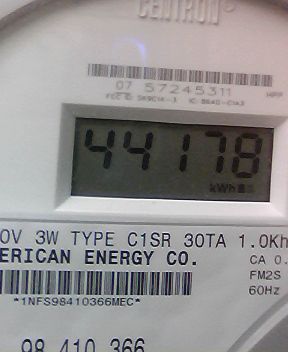 CENTRON®
07 57245311
44178
kWh
0V 3W TYPE C1SR 30TA 1.0Kh
ERICAN ENERGY CO.
CA 0.
FM2S
60Hz
*1NFS98410366MEC*
98 410 366